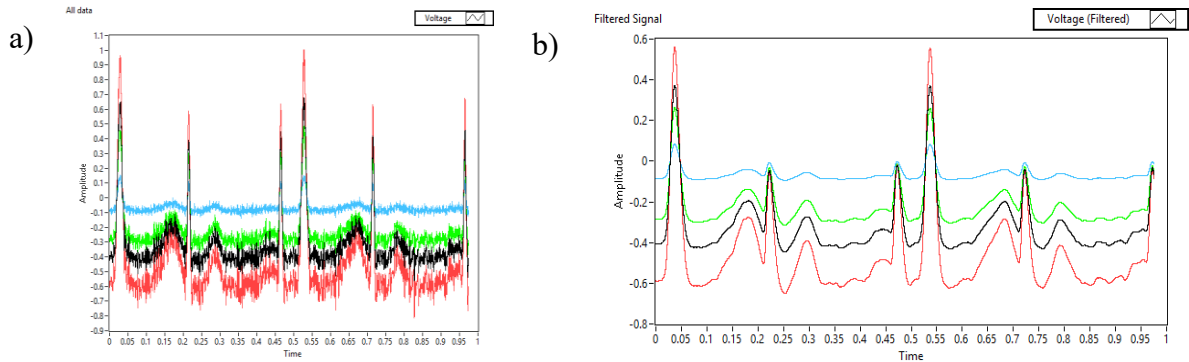 a)
All data
Voltage
1.1
1
0.9
0.8
0.7
0.6
0.5
0.4
0.3
0.2
0.1
0
-0.1
-0.2
-0.3
-0.4
-0.5
-0.6
-0.7
-0.8
-0.9
Amplitude
0 0.05 0.1 0.15 0.2 0.25 0.3 0.35 0.4 0.45 0.5 0.55 0.6 0.65 0.7 0.75 0.8 0.85 0.9 0.95 1
Time
b)
Filtered Signal
Voltage (Filtered)
0.6
0.4
0.2
0
-0.2
-0.4
-0.6
-0.8
Amplitude
0 0.05 0.1 0.15 0.2 0.25 0.3 0.35 0.4 0.45 0.5 0.55 0.6 0.65 0.7 0.75 0.8 0.85 0.9 0.95 1
Time